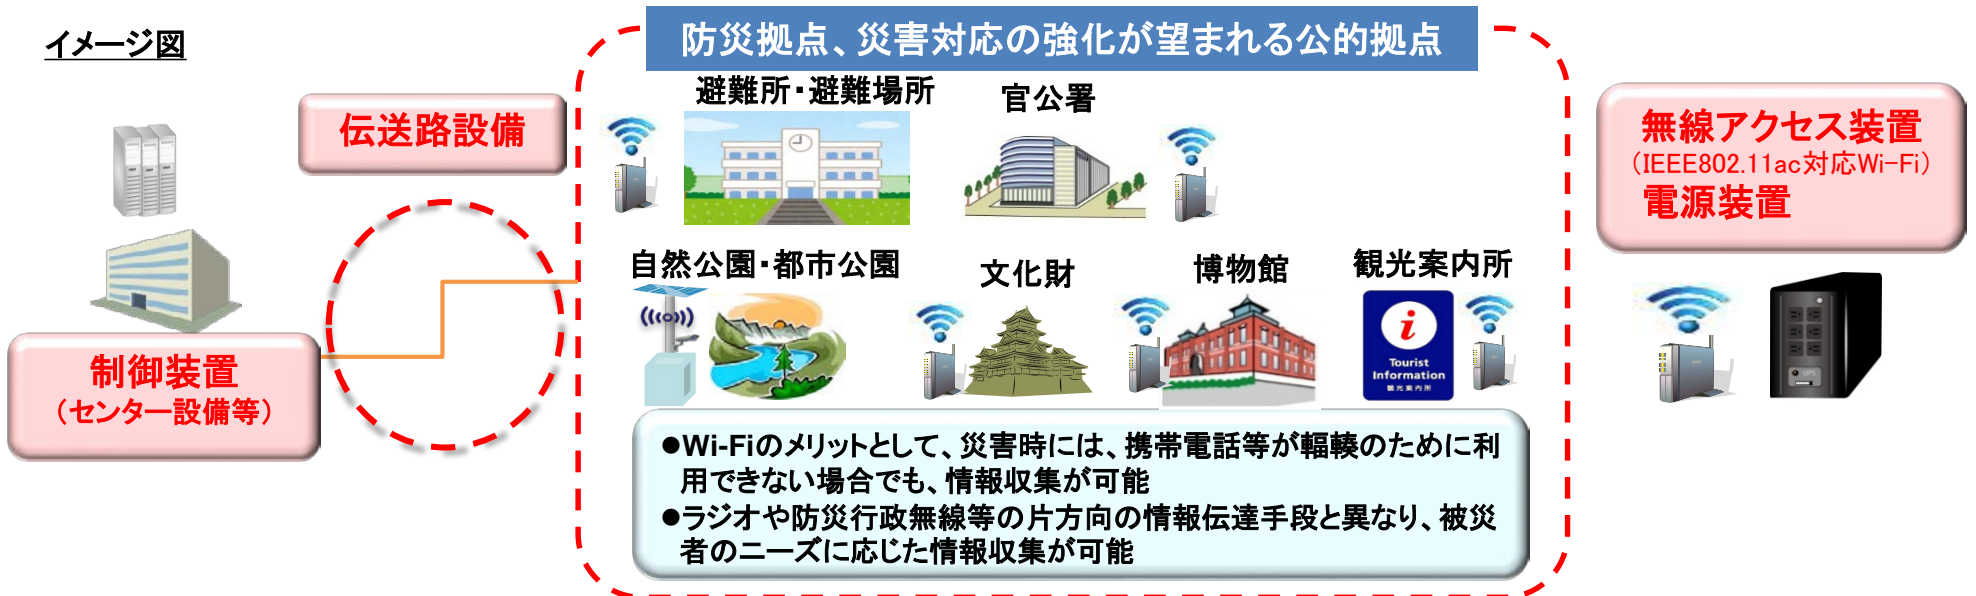 イメージ図
防災拠点、災害対応の強化が望まれる公的拠点
伝送路設備
避難所・避難場所
官公署
無線アクセス装置
（IEEE802.11ac対応Wi-Fi）
電源装置
自然公園・都市公園
文化財
博物館
観光案内所
i
Tourist
Information
観光案内所
UPS
制御装置
（センター設備等）
●Wi-Fiのメリットとして、災害時には、携帯電話等が輻輳のために利
用できない場合でも、情報収集が可能
●ラジオや防災行政無線等の片方向の情報伝達手段と異なり、被災
者のニーズに応じた情報収集が可能